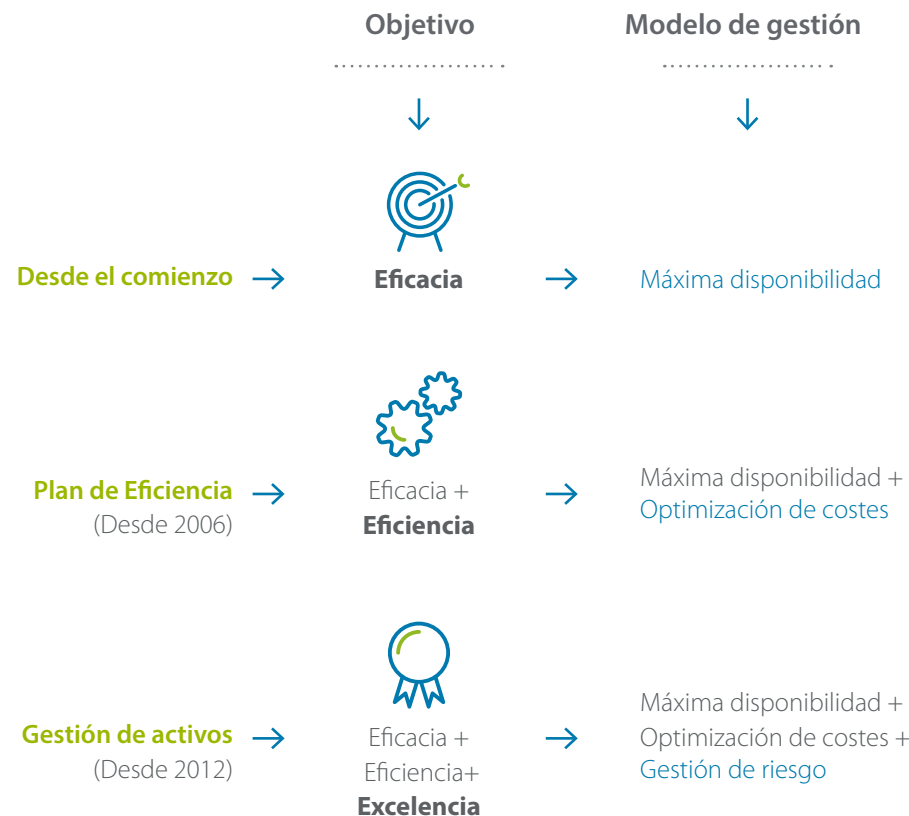 Objetivo
Modelo de gestión
Desde el comienzo
Eficacia
Máxima disponibilidad
Plan de Eficiencia
(Desde 2006)
Eficacia +
Eficiencia
Máxima disponibilidad +
Optimización de costes
Gestión de activos
(Desde 2012)
Eficacia +
Eficiencia+
Excelencia
Máxima disponibilidad +
Optimización de costes +
Gestión de riesgo